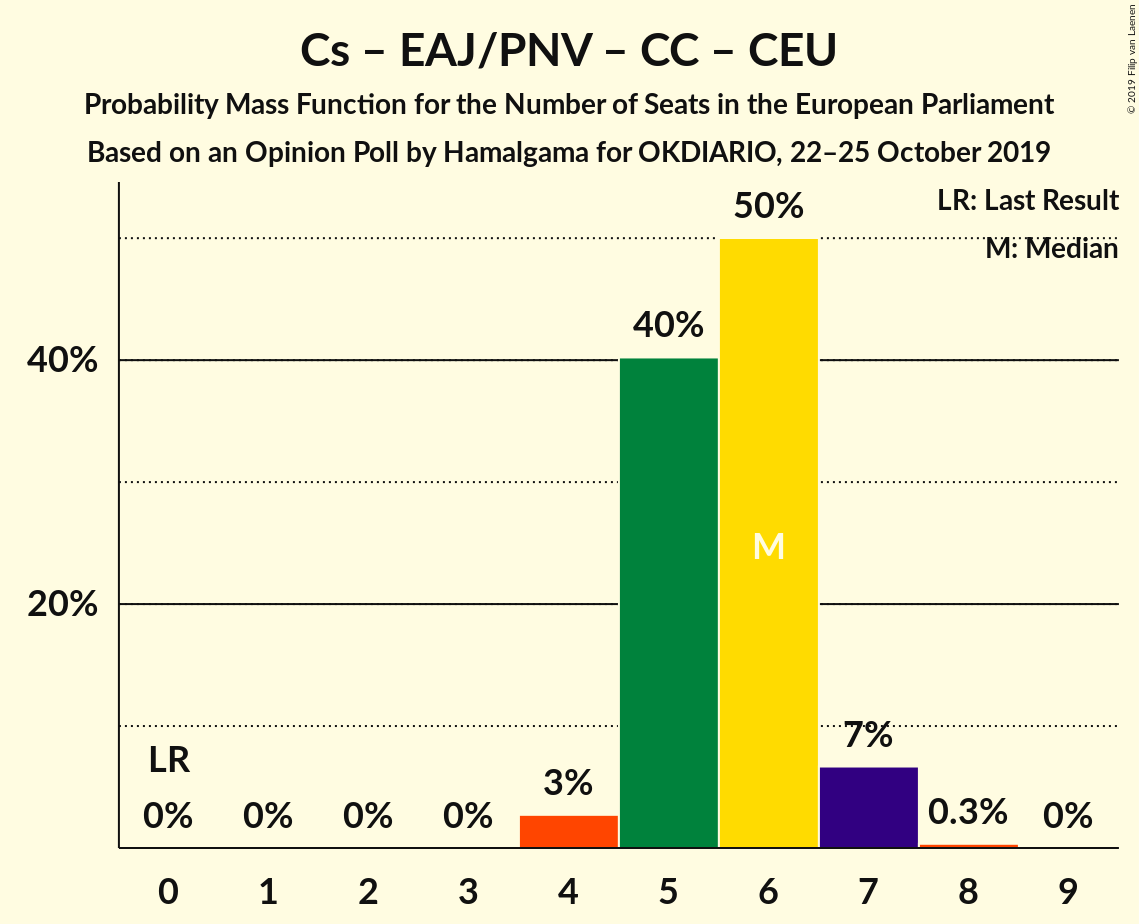 Cs – EAJ/PNV – CC – CEU
Probability Mass Function for the Number of Seats in the European Parliament
Based on an Opinion Poll by Hamalgama for OKDIARIO, 22–25 October 2019
© 2019 Filip van Laenen
LR: Last Result
M: Median
50%
40%
40%
20%
M
LR
0% 0% 0% 0% 3% 7% 0.3% 0%
0 1 2 3 4 5 6 7 8 9